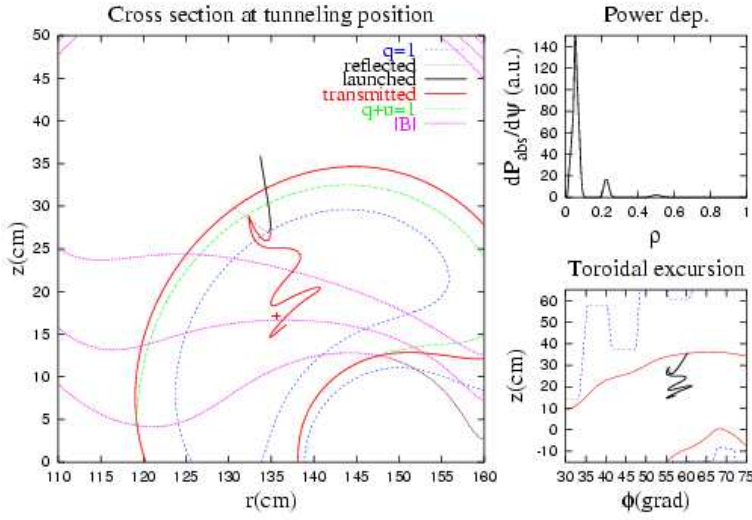 Cross section at tunneling position
50
45
40
35
30
25
20
15
10
5
0
z(cm)
q=1
reflected
launched
transmitted
q+u=1
|B|
110 115 120 125 130 135 140 145 150 155 160
r(cm)
Power dep.
140
120
100
80
60
40
20
0
dP_abs/dψ (a.u.)
0 0.2 0.4 0.6 0.8 1
ρ
Toroidal excursion
60
50
40
30
20
10
0
-10
z(cm)
30 35 40 45 50 55 60 65 70 75
ϕ(grad)